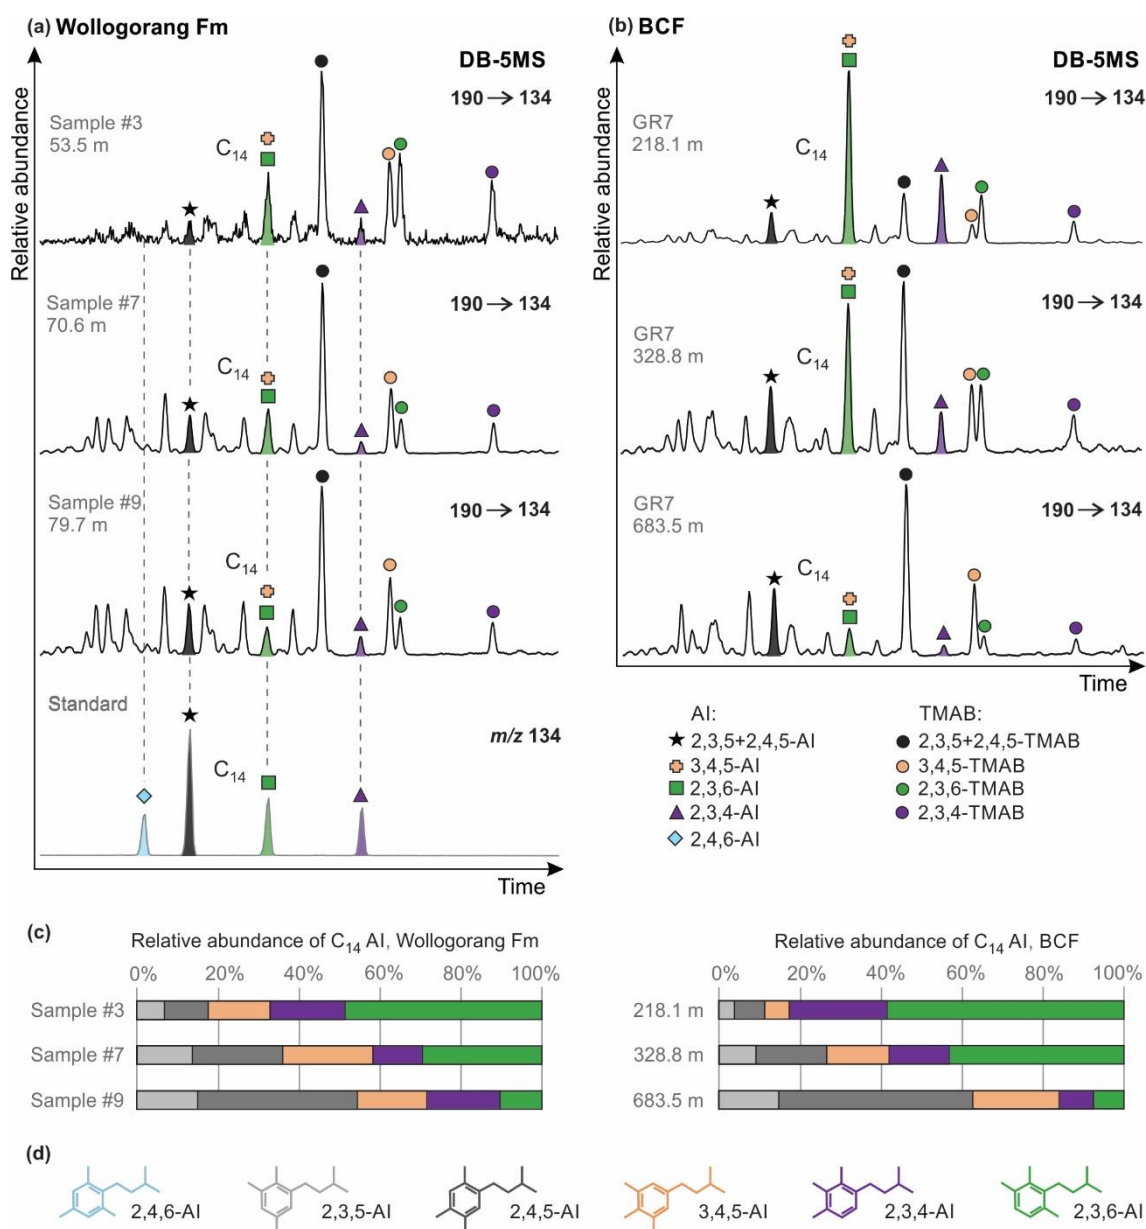 (a) Wollogorang Fm
DB-5MS
Relative abundance
Sample #3
53.5 m
190 → 134
C14
Sample #7
70.6 m
190 → 134
C14
Sample #9
79.7 m
190 → 134
C14
Standard
m/z 134
C14
Time
(b) BCF
DB-5MS
Relative abundance
GR7
218.1 m
190 → 134
C14
GR7
328.8 m
190 → 134
C14
GR7
683.5 m
190 → 134
C14
Time
AI:
2,3,5+2,4,5-AI
3,4,5-AI
2,3,6-AI
2,3,4-AI
2,4,6-AI
TMAB:
2,3,5+2,4,5-TMAB
3,4,5-TMAB
2,3,6-TMAB
2,3,4-TMAB
(c)
Relative abundance of C14 AI, Wollogorang Fm
0% 20% 40% 60% 80% 100%
Sample #3
Sample #7
Sample #9
Relative abundance of C14 AI, BCF
0% 20% 40% 60% 80% 100%
218.1 m
328.8 m
683.5 m
(d)
2,4,6-AI 2,3,5-AI 2,4,5-AI 3,4,5-AI 2,3,4-AI 2,3,6-AI